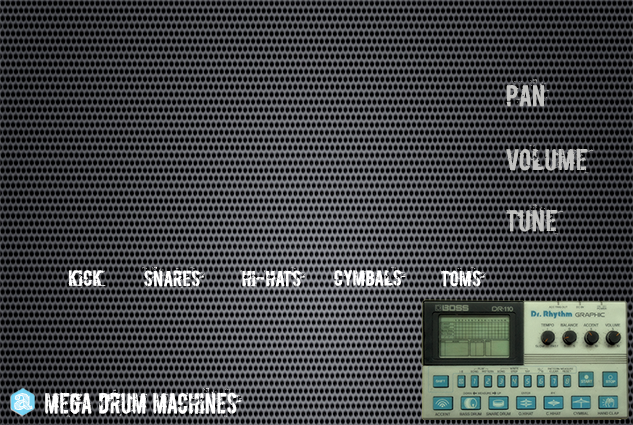 PAN
VOLUME
TUNE
KICK SNARES HI-HATS CYMBALS TOMS
BOSS DR-110
Dr. Rhythm GRAPHIC
TEMPO BALANCE ACCENT VOLUME
ACCENT BASS DRUM SNARE DRUM CYMBAL HAND CLAP
MEGA DRUM MACHINES